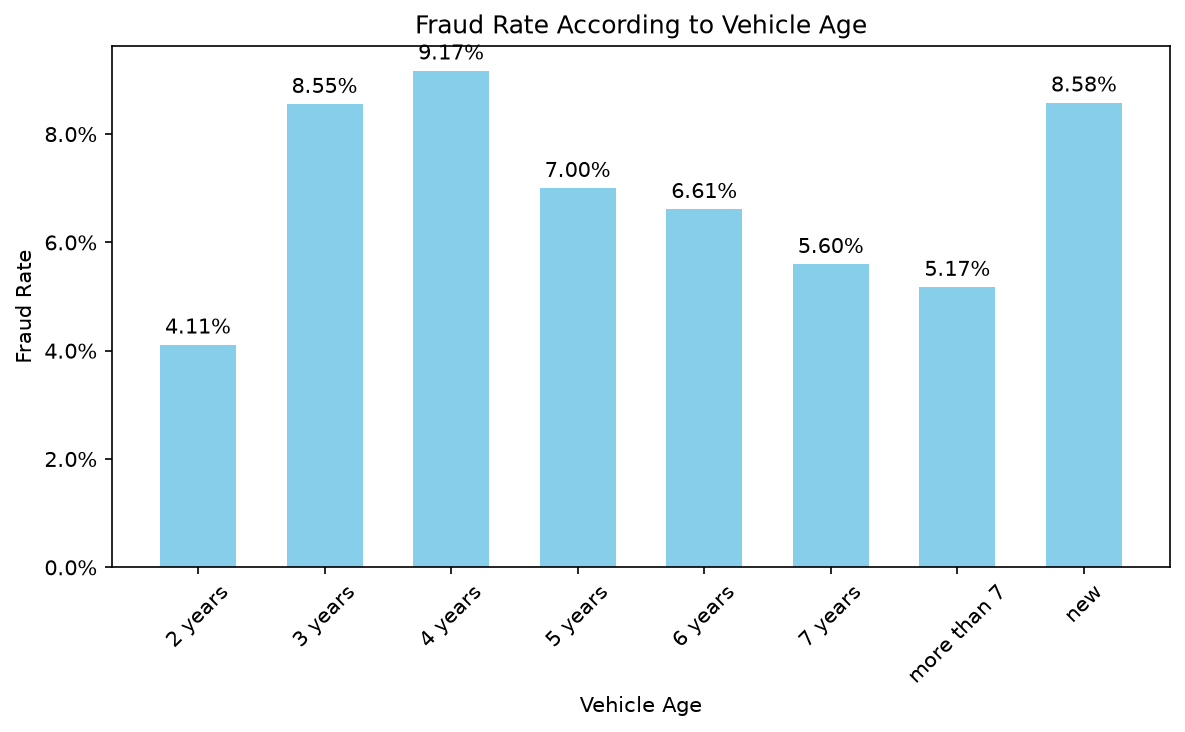 Fraud Rate According to Vehicle Age
Fraud Rate
8.0%
6.0%
4.0%
2.0%
0.0%
4.11%
8.55%
9.17%
7.00%
6.61%
5.60%
5.17%
8.58%
2 years
3 years
4 years
5 years
6 years
7 years
more than 7
new
Vehicle Age